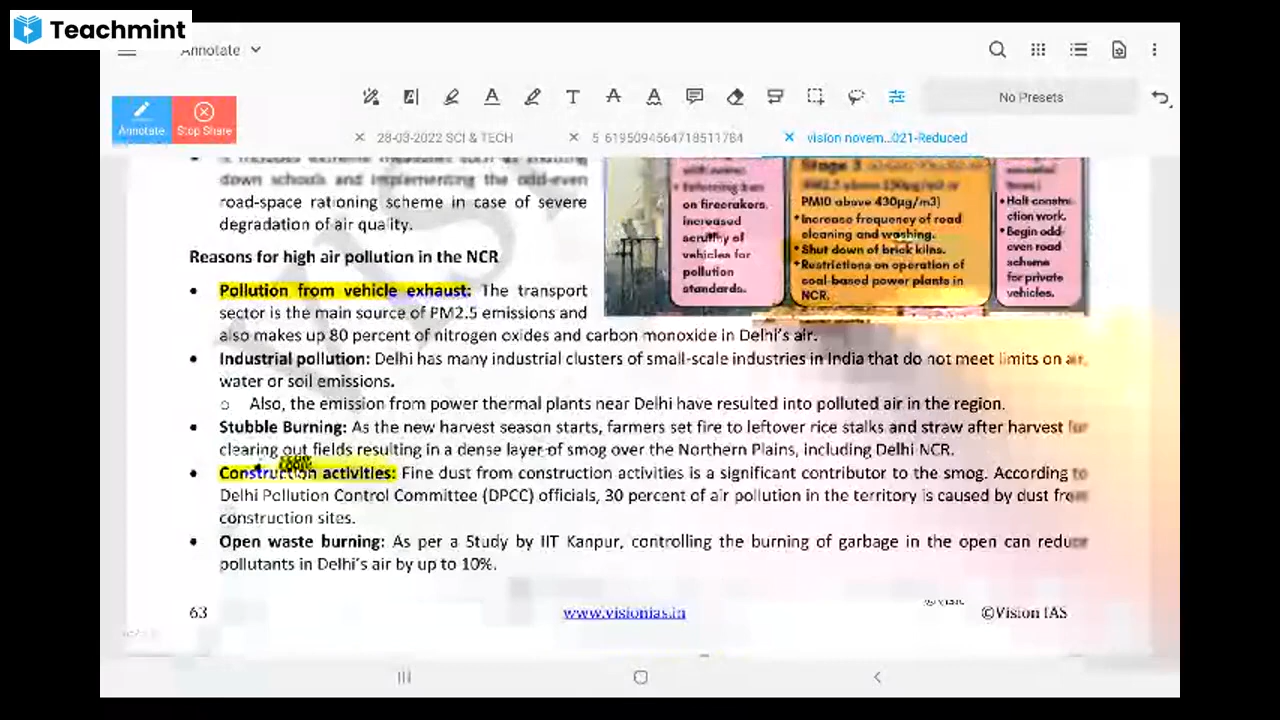 Teachmint
Annotate
No Presets
Annotate
Stop Share
28-03-2022 SCI & TECH
5_6195094564718511784
vision novem...021-Reduced
down schools and implementing the odd-even
road-space rationing scheme in case of severe
degradation of air quality.
Reasons for high air pollution in the NCR
• Pollution from vehicle exhaust: The transport
sector is the main source of PM2.5 emissions and
also makes up 80 percent of nitrogen oxides and carbon monoxide in Delhi's air.
• Industrial pollution: Delhi has many industrial clusters of small-scale industries in India that do not meet limits on air,
water or soil emissions.
o Also, the emission from power thermal plants near Delhi have resulted into polluted air in the region.
• Stubble Burning: As the new harvest season starts, farmers set fire to leftover rice stalks and straw after harvest for
clearing out fields resulting in a dense layer of smog over the Northern Plains, including Delhi NCR.
• Construction activities: Fine dust from construction activities is a significant contributor to the smog. According to
Delhi Pollution Control Committee (DPCC) officials, 30 percent of air pollution in the territory is caused by dust from
construction sites.
• Open waste burning: As per a Study by IIT Kanpur, controlling the burning of garbage in the open can reduce
pollutants in Delhi's air by up to 10%.
on firecrakers,
increased
scrutiny of
vehicles for
pollution
standards.
Stage 3
PM10 above 430µg/m3)
•Increase frequency of road
cleaning and washing.
•Shut down of brick kilns.
•Restrictions on operation of
coal-based power plants in
NCR.
•Halt constru-
ction work.
•Begin odd-
even road
scheme
for private
vehicles.
63
www.visionias.in
©Vision IAS